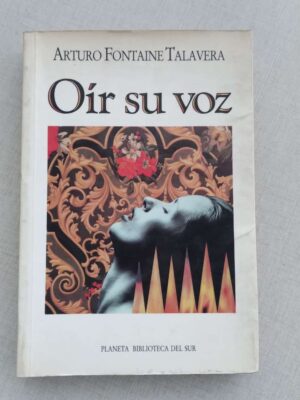 ARTURO FONTAINE TALAVERA
Oír su voz
PLANETA BIBLIOTECA DEL SUR